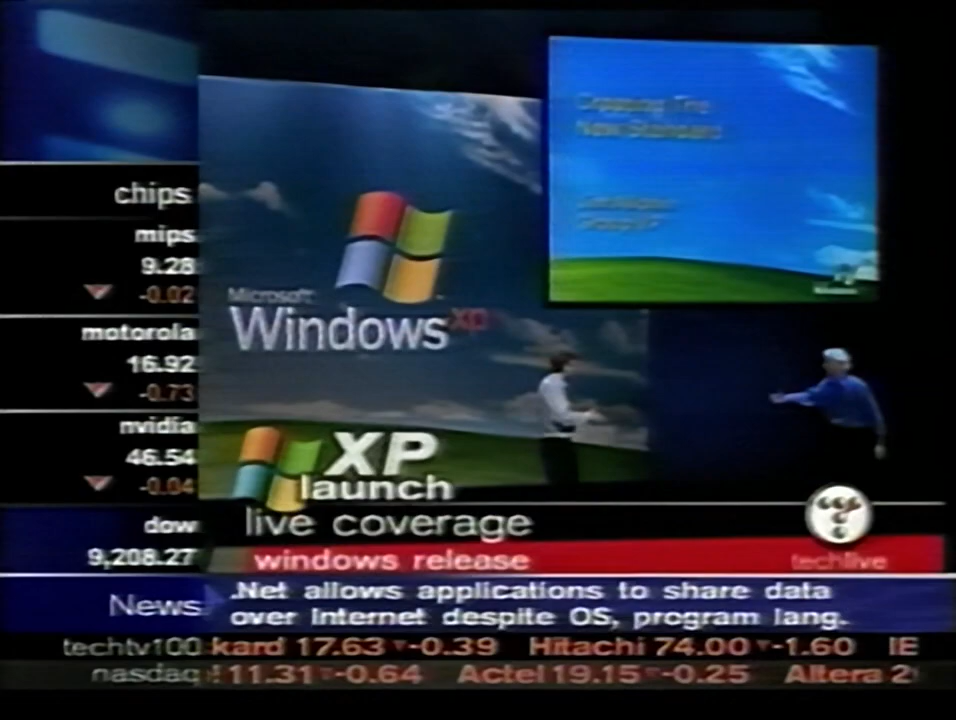 chips
mips
9.28
-0.02
motorola
16.92
-0.73
nvidia
46.54
-0.04
dow
9,208.27
Microsoft
Windows xp
XP
launch
live coverage
windows release
techlive
News
.Net allows applications to share data
over Internet despite OS, program lang.
techtv100 kard 17.63 -0.39 Hitachi 74.00 -1.60 IE
nasdaq 11.31 -0.64 Actel 19.15 -0.25 Altera 2